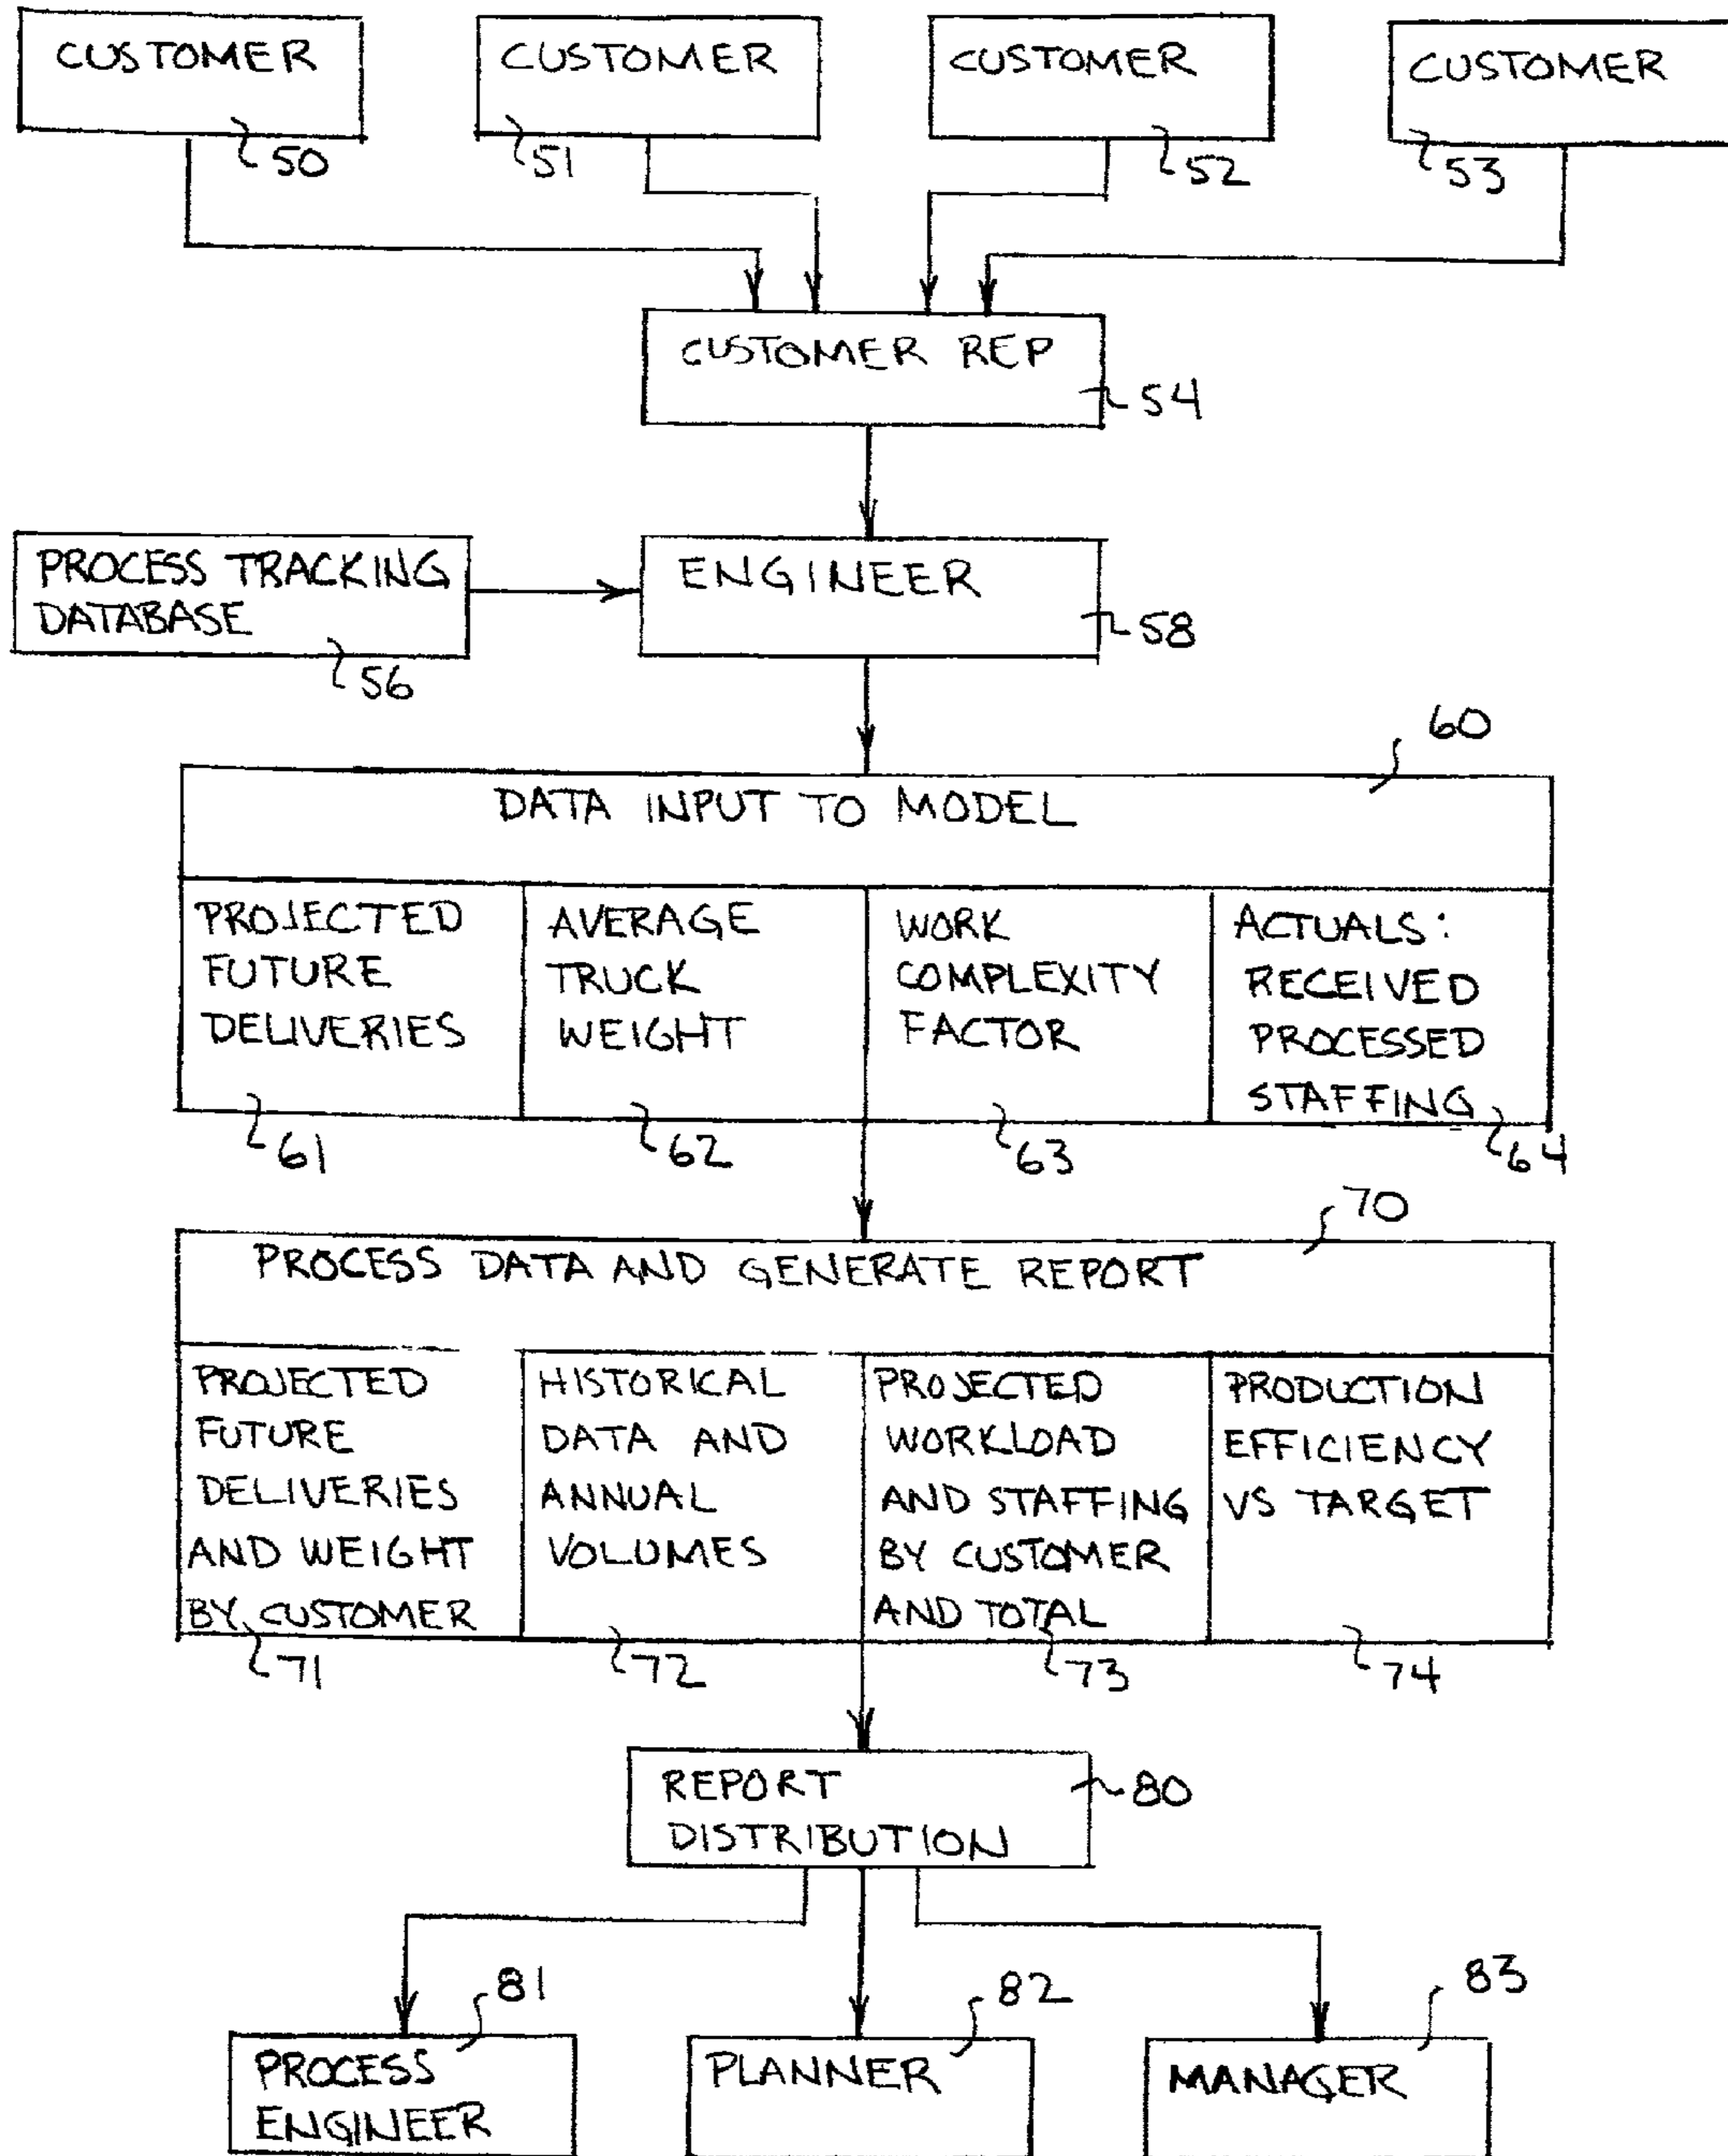 CUSTOMER
50
CUSTOMER
51
CUSTOMER
52
CUSTOMER
53
CUSTOMER REP
54
PROCESS TRACKING
DATABASE
56
ENGINEER
58
60
DATA INPUT TO MODEL
PROJECTED
FUTURE
DELIVERIES
61
AVERAGE
TRUCK
WEIGHT
62
WORK
COMPLEXITY
FACTOR
63
ACTUALS:
RECEIVED
PROCESSED
STAFFING
64
70
PROCESS DATA AND GENERATE REPORT
PROJECTED
FUTURE
DELIVERIES
AND WEIGHT
BY CUSTOMER
71
HISTORICAL
DATA AND
ANNUAL
VOLUMES
72
PROJECTED
WORKLOAD
AND STAFFING
BY CUSTOMER
AND TOTAL
73
PRODUCTION
EFFICIENCY
VS TARGET
74
REPORT
DISTRIBUTION
80
81
PROCESS
ENGINEER
82
PLANNER
83
MANAGER